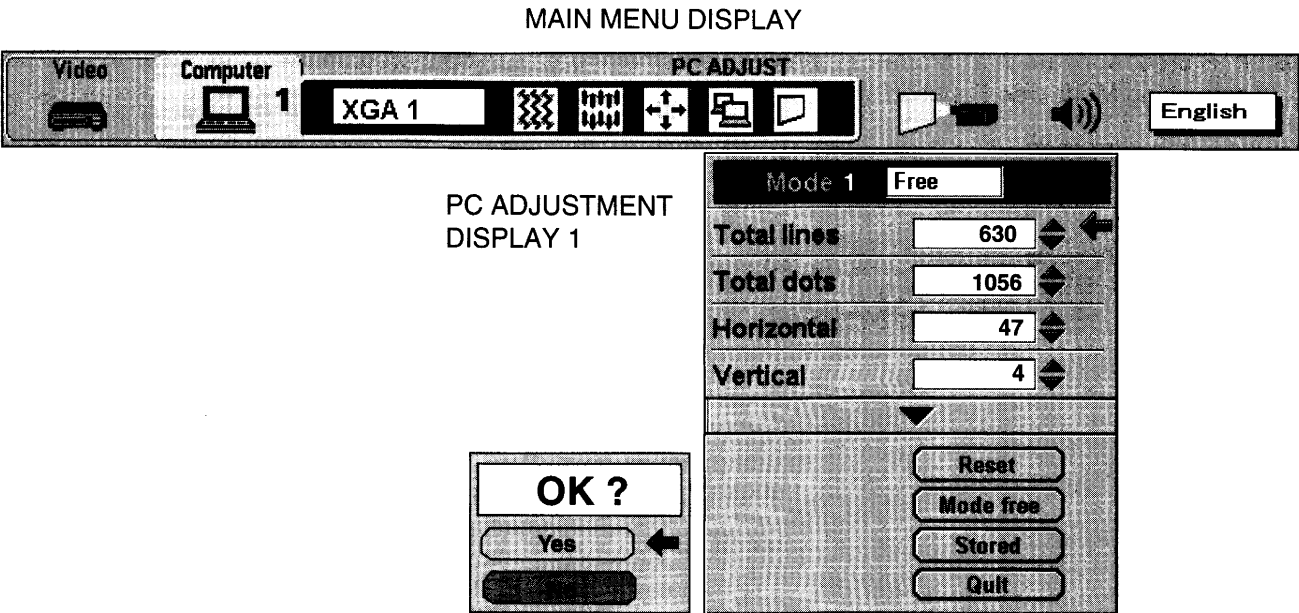 MAIN MENU DISPLAY
Video
Computer
1
PC ADJUST
XGA 1
English
PC ADJUSTMENT
DISPLAY 1
Mode 1 Free
Total lines 630
Total dots 1056
Horizontal 47
Vertical 4
Reset
Mode free
Stored
Quit
OK ?
Yes